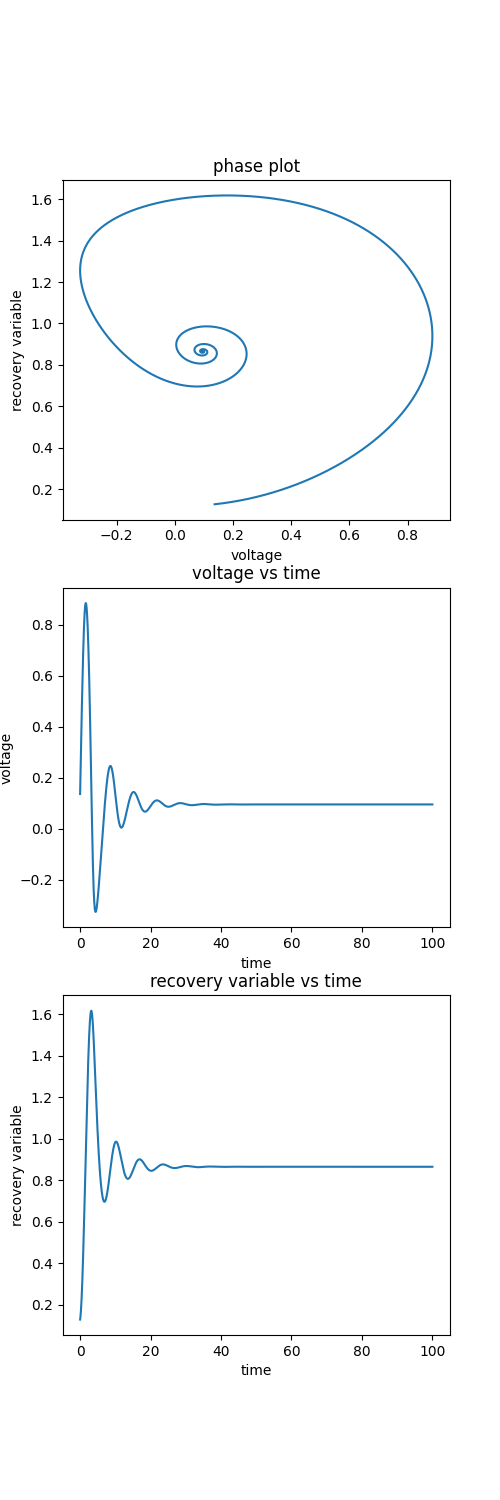 phase plot
1.6
1.4
1.2
1.0
0.8
0.6
0.4
0.2
recovery variable
−0.2 0.0 0.2 0.4 0.6 0.8
voltage
voltage vs time
0.8
0.6
0.4
0.2
0.0
−0.2
voltage
0 20 40 60 80 100
time
recovery variable vs time
1.6
1.4
1.2
1.0
0.8
0.6
0.4
0.2
recovery variable
0 20 40 60 80 100
time